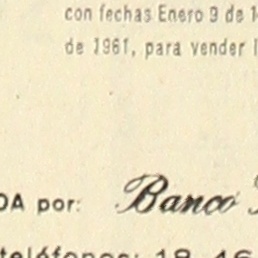 con fechas Enero 9 de 1
de 1961, para vender
DA por: Banco
teléfonos: 18 46